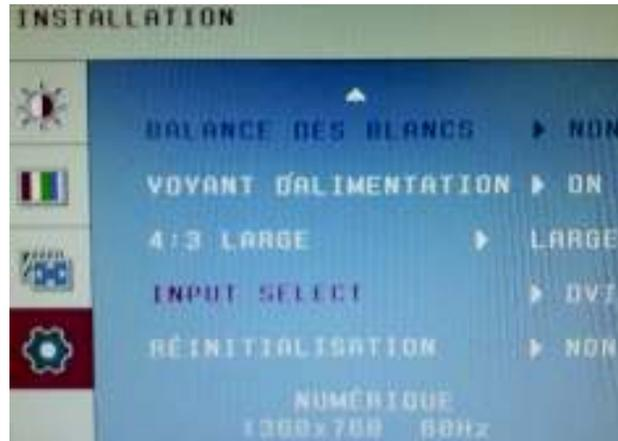 INSTALLATION
BALANCE DES BLANCS NON
VOYANT D'ALIMENTATION ON
4:3 LARGE LARGE
INPUT SELECT DVI
RÉINITIALISATION NON
NUMÉRIQUE
60Hz